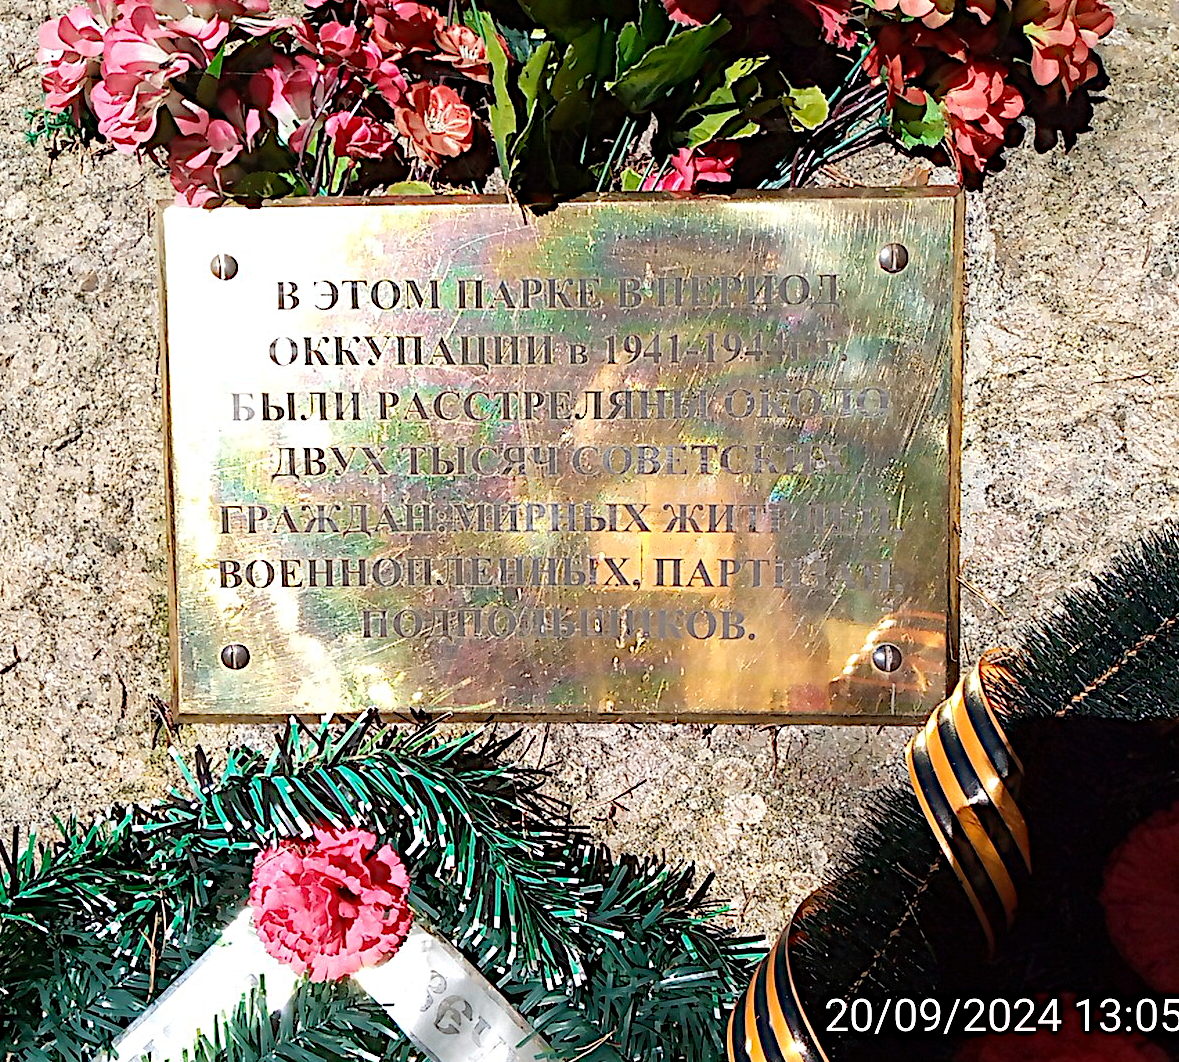 В ЭТОМ ПАРКЕ В ПЕРИОД
ОККУПАЦИИ в 1941-1944 гг.
БЫЛИ РАССТРЕЛЯНЫ ОКОЛО
ДВУХ ТЫСЯЧ СОВЕТСКИХ
ГРАЖДАН:МИРНЫХ ЖИТЕЛЕЙ,
ВОЕННОПЛЕННЫХ, ПАРТИЗАН,
ПОДПОЛЬЩИКОВ.
20/09/2024 13:05